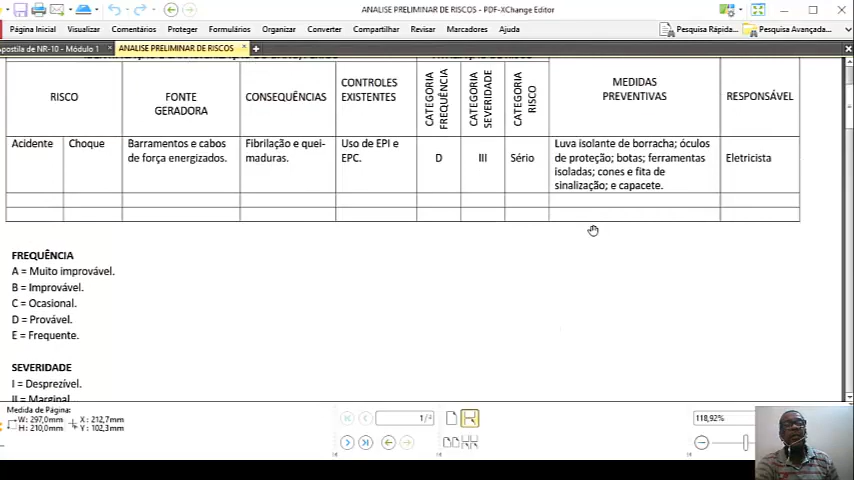 ANALISE PRELIMINAR DE RISCOS - PDF-XChange Editor
Página Inicial Visualizar Comentários Proteger Formulários Organizar Converter Compartilhar Revisar Marcadores Ajuda Pesquisa Rápida... Pesquisa Avançada...
postila de NR-10 - Módulo 1 ANALISE PRELIMINAR DE RISCOS
RISCO
FONTE
GERADORA
CONSEQUÊNCIAS
CONTROLES
EXISTENTES
CATEGORIA
FREQUÊNCIA
CATEGORIA
SEVERIDADE
CATEGORIA
RISCO
MEDIDAS
PREVENTIVAS
RESPONSÁVEL
Acidente
Choque
Barramentos e cabos
de força energizados.
Fibrilação e quei-
maduras.
Uso de EPI e
EPC.
D
III
Sério
Luva isolante de borracha; óculos
de proteção; botas; ferramentas
isoladas; cones e fita de
sinalização; e capacete.
Eletricista
FREQUÊNCIA
A = Muito improvável.
B = Improvável.
C = Ocasional.
D = Provável.
E = Frequente.
SEVERIDADE
I = Desprezível.
II = Marginal
Medida de Página:
W: 297,0mm X: 212,7mm
H: 210,0mm Y: 102,3mm
118,92%